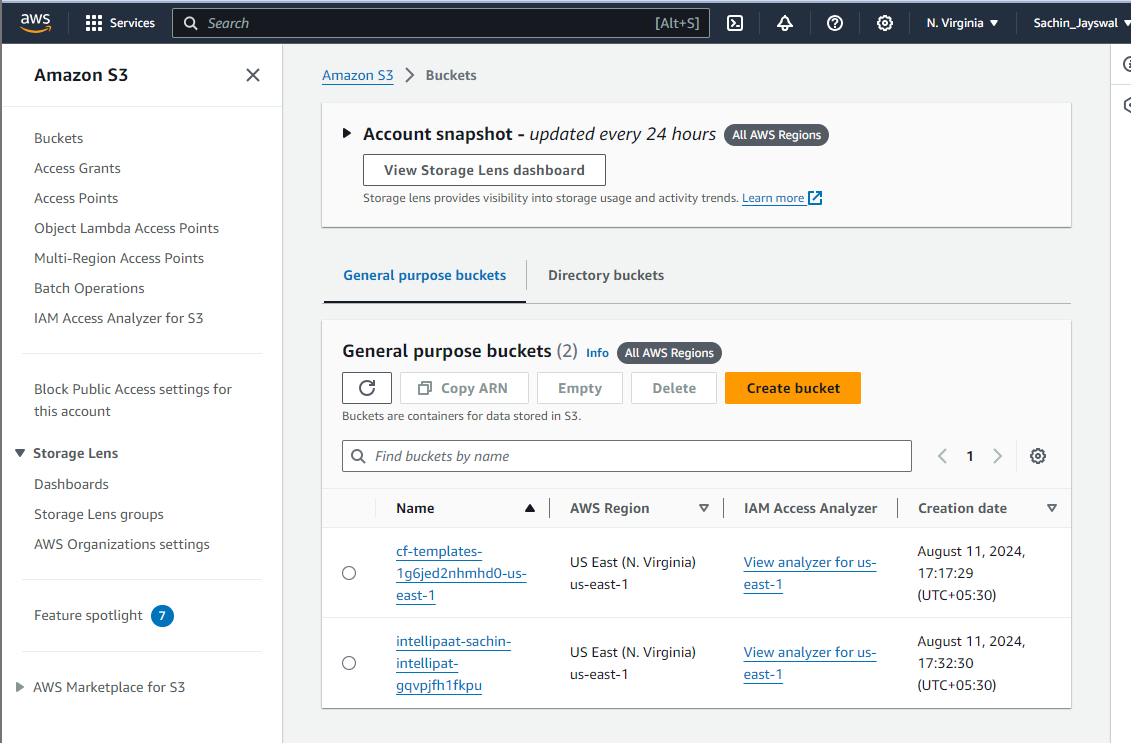 aws
Services
Search [Alt+S]
N. Virginia
Sachin_Jayswal
Amazon S3
Buckets
Access Grants
Access Points
Object Lambda Access Points
Multi-Region Access Points
Batch Operations
IAM Access Analyzer for S3
Block Public Access settings for
this account
Storage Lens
Dashboards
Storage Lens groups
AWS Organizations settings
Feature spotlight 7
AWS Marketplace for S3
Amazon S3 > Buckets
Account snapshot - updated every 24 hours All AWS Regions
View Storage Lens dashboard
Storage lens provides visibility into storage usage and activity trends. Learn more
General purpose buckets
Directory buckets
General purpose buckets (2) Info All AWS Regions
Copy ARN
Empty
Delete
Create bucket
Buckets are containers for data stored in S3.
Find buckets by name
1
Name
AWS Region
IAM Access Analyzer
Creation date
cf-templates-
1g6jed2nhmhd0-us-
east-1
US East (N. Virginia)
us-east-1
View analyzer for us-
east-1
August 11, 2024,
17:17:29
(UTC+05:30)
intellipaat-sachin-
intellipat-
gqvpjfh1fkpu
US East (N. Virginia)
us-east-1
View analyzer for us-
east-1
August 11, 2024,
17:32:30
(UTC+05:30)